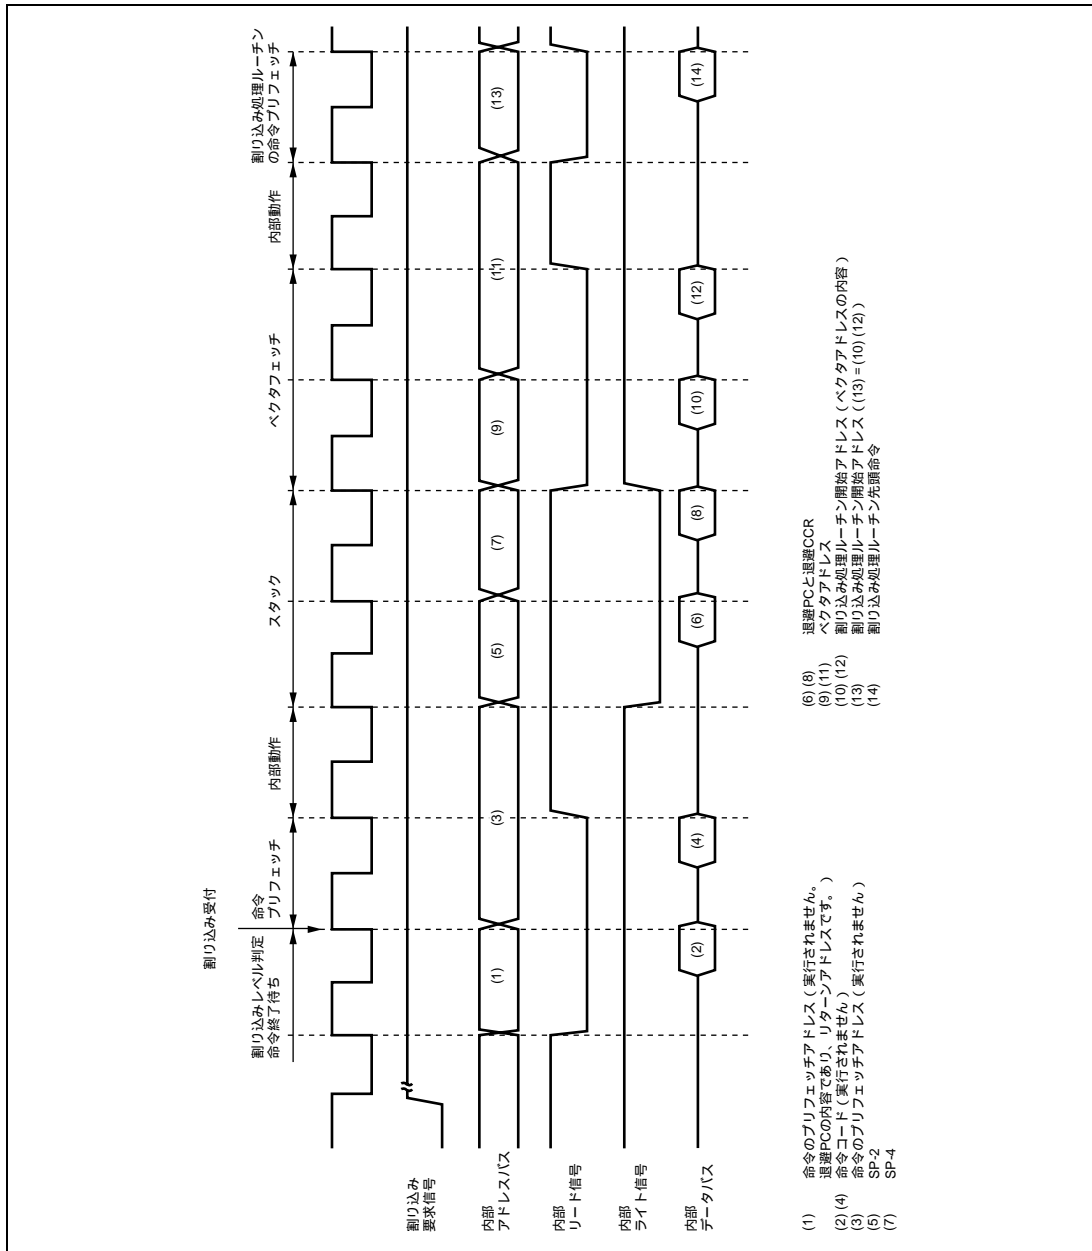 割り込み受付
割り込みレベル判定
命令終了待ち
命令
プリフェッチ
内部動作
スタック
ベクタフェッチ
内部動作
割り込み処理ルーチン
の命令プリフェッチ
割り込み
要求信号
内部
アドレスバス
(1)
(3)
(5)
(7)
(9)
(11)
(13)
内部
リード信号
内部
ライト信号
内部
データバス
(2)
(4)
(6)
(8)
(10)
(12)
(14)
(1) 命令のプリフェッチアドレス（実行されません。
退避PCの内容であり、リターンアドレスです。）
(2) (4) 命令コード（実行されません）
(3) 命令のプリフェッチアドレス（実行されません）
(5) SP-2
(7) SP-4
(6) (8) 退避PCと退避CCR
(9) (11) ベクタアドレス
(10) (12) 割り込み処理ルーチン開始アドレス（ベクタアドレスの内容）
(13) 割り込み処理ルーチン開始アドレス（(13) = (10) (12)）
(14) 割り込み処理ルーチン先頭命令